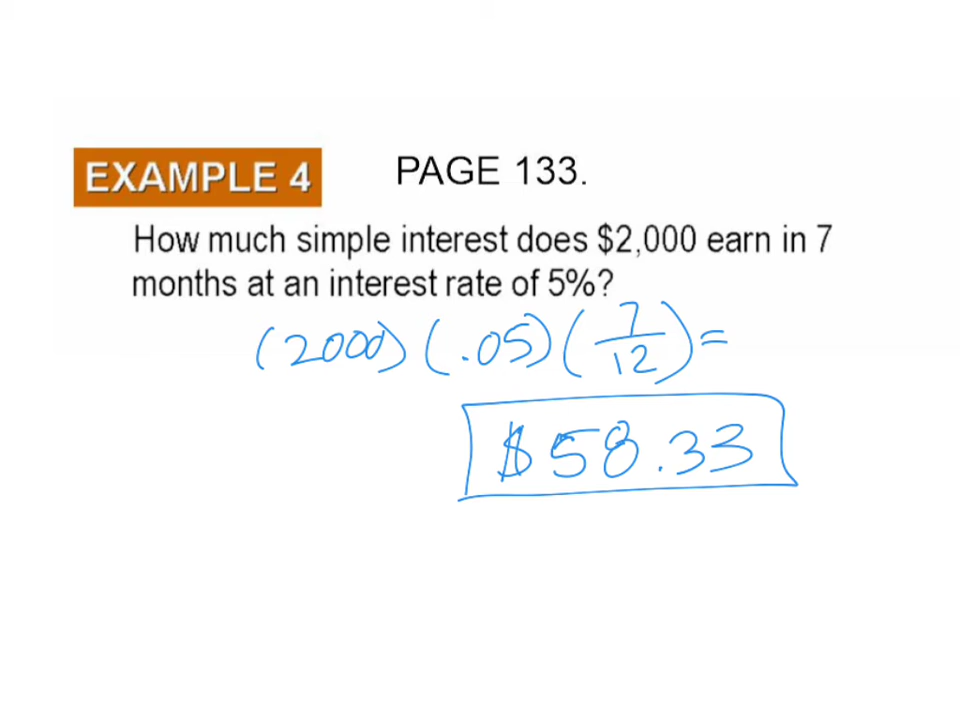 EXAMPLE 4 PAGE 133.
How much simple interest does $2,000 earn in 7
months at an interest rate of 5%?
(2000) (.05) (7/12) =
$58.33